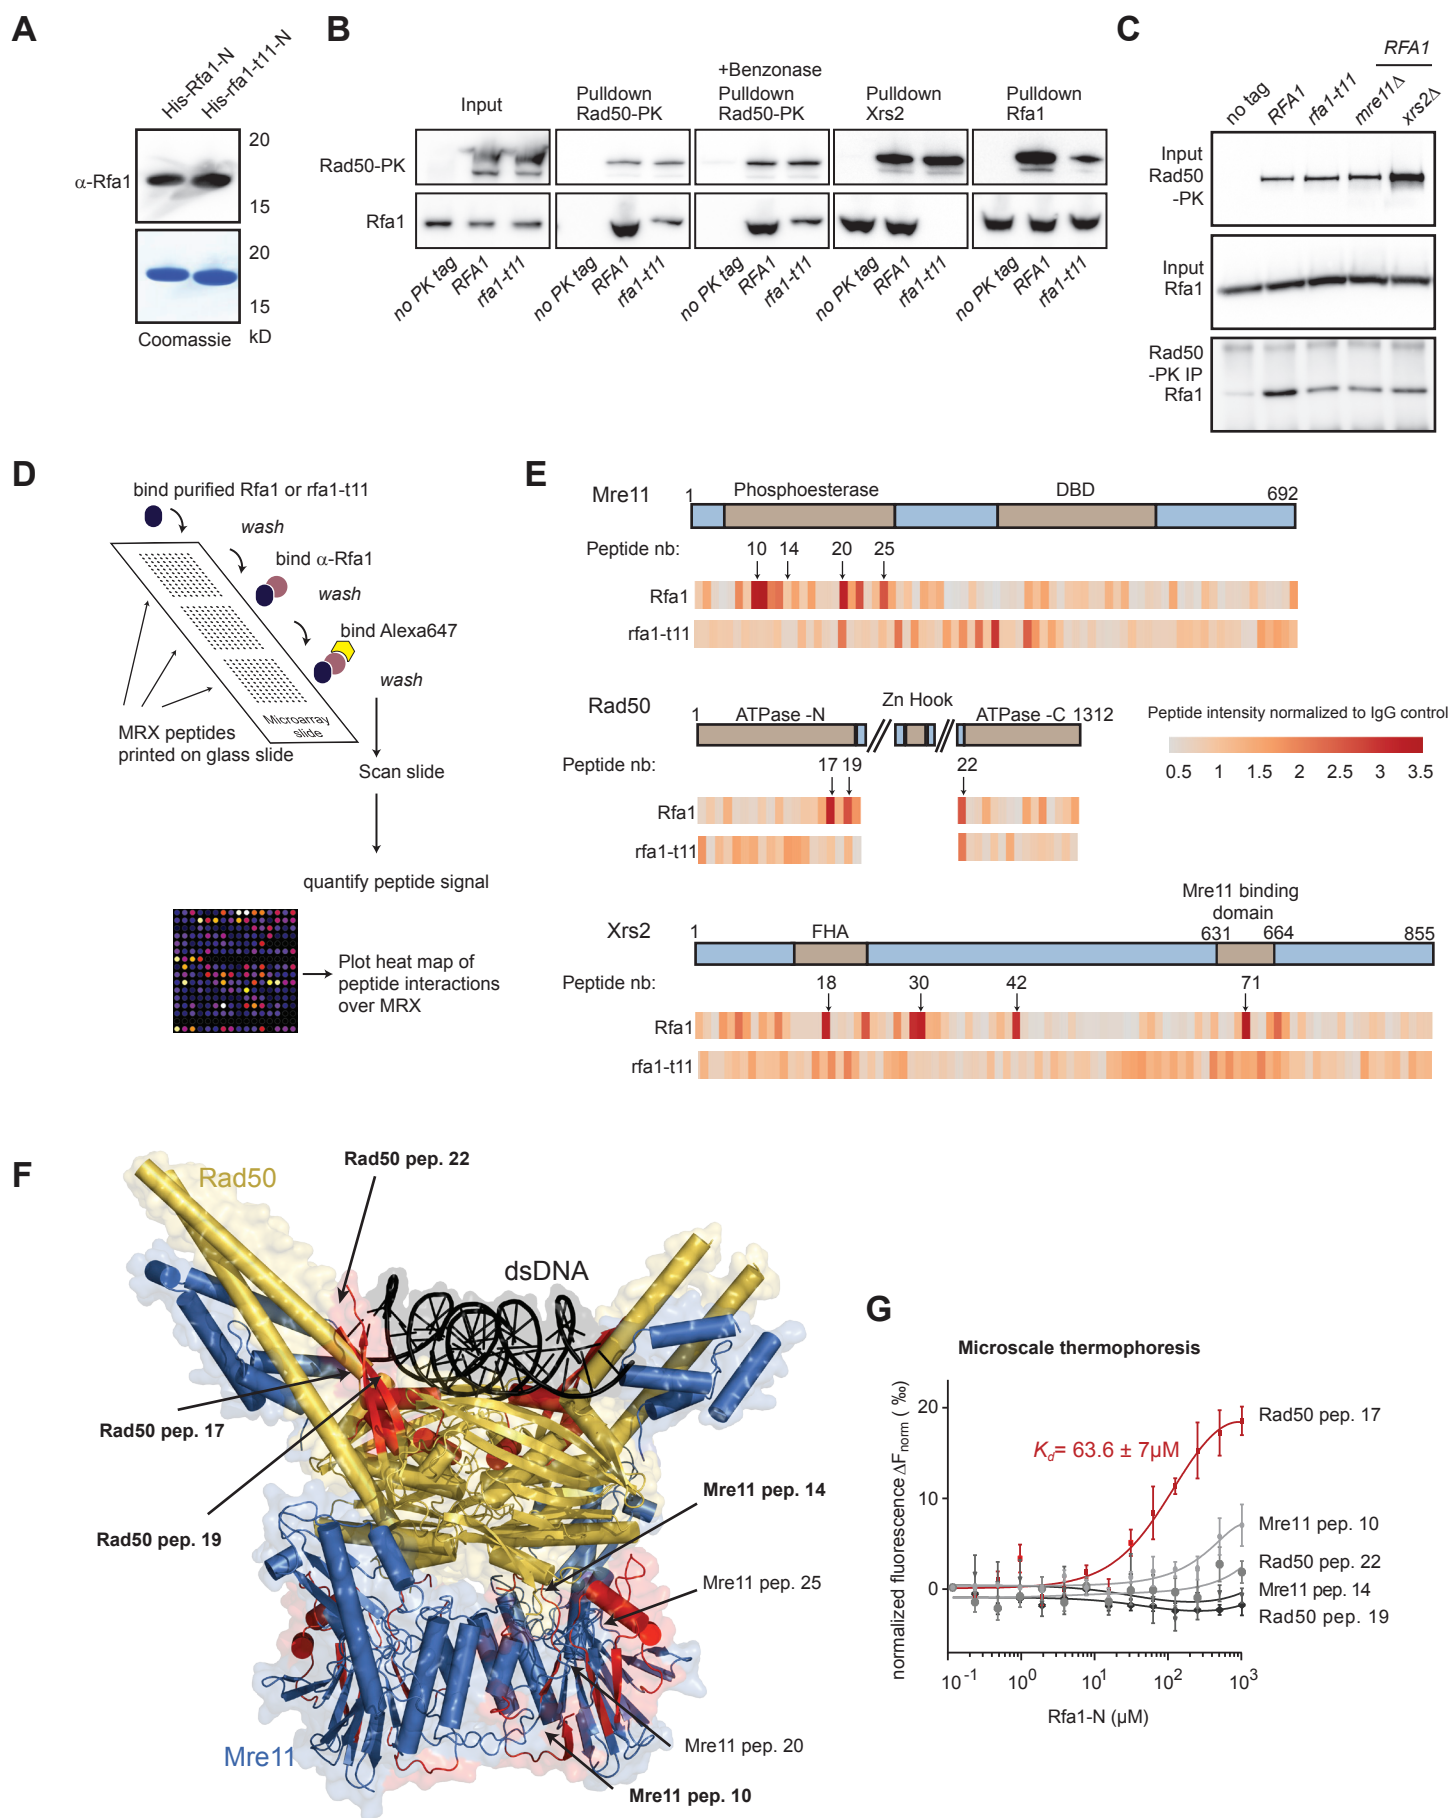 A
His-Rfa1-N
His-rfa1-t11-N
α-Rfa1
20
15
20
15
Coomassie
kD
B
Input
Pulldown
Rad50-PK
+Benzonase
Pulldown
Rad50-PK
Pulldown
Xrs2
Pulldown
Rfa1
Rad50-PK
Rfa1
no PK tag
RFA1
rfa1-t11
no PK tag
RFA1
rfa1-t11
no PK tag
RFA1
rfa1-t11
no PK tag
RFA1
rfa1-t11
no PK tag
RFA1
rfa1-t11
C
RFA1
no tag
RFA1
rfa1-t11
mre11Δ
xrs2Δ
Input
Rad50
-PK
Input
Rfa1
Rad50
-PK IP
Rfa1
D
bind purified Rfa1 or rfa1-t11
wash
bind α-Rfa1
wash
bind Alexa647
wash
Microarray
slide
MRX peptides
printed on glass slide
Scan slide
quantify peptide signal
Plot heat map of
peptide interactions
over MRX
E
Mre11
1
Phosphoesterase
DBD
692
Peptide nb:
10
14
20
25
Rfa1
rfa1-t11
Rad50
1
ATPase -N
Zn Hook
ATPase -C
1312
Peptide nb:
17
19
22
Rfa1
rfa1-t11
Peptide intensity normalized to IgG control
0.5
1
1.5
2
2.5
3
3.5
Xrs2
1
FHA
Mre11 binding
domain
631
664
855
Peptide nb:
18
30
42
71
Rfa1
rfa1-t11
F
Rad50
Rad50 pep. 22
dsDNA
Rad50 pep. 17
Rad50 pep. 19
Mre11 pep. 14
Mre11 pep. 25
Mre11 pep. 20
Mre11 pep. 10
Mre11
G
Microscale thermophoresis
normalized fluorescence ΔFnorm ( ‰)
20
10
0
Kd= 63.6 ± 7μM
Rad50 pep. 17
Mre11 pep. 10
Rad50 pep. 22
Mre11 pep. 14
Rad50 pep. 19
10-1
100
101
102
103
Rfa1-N (μM)